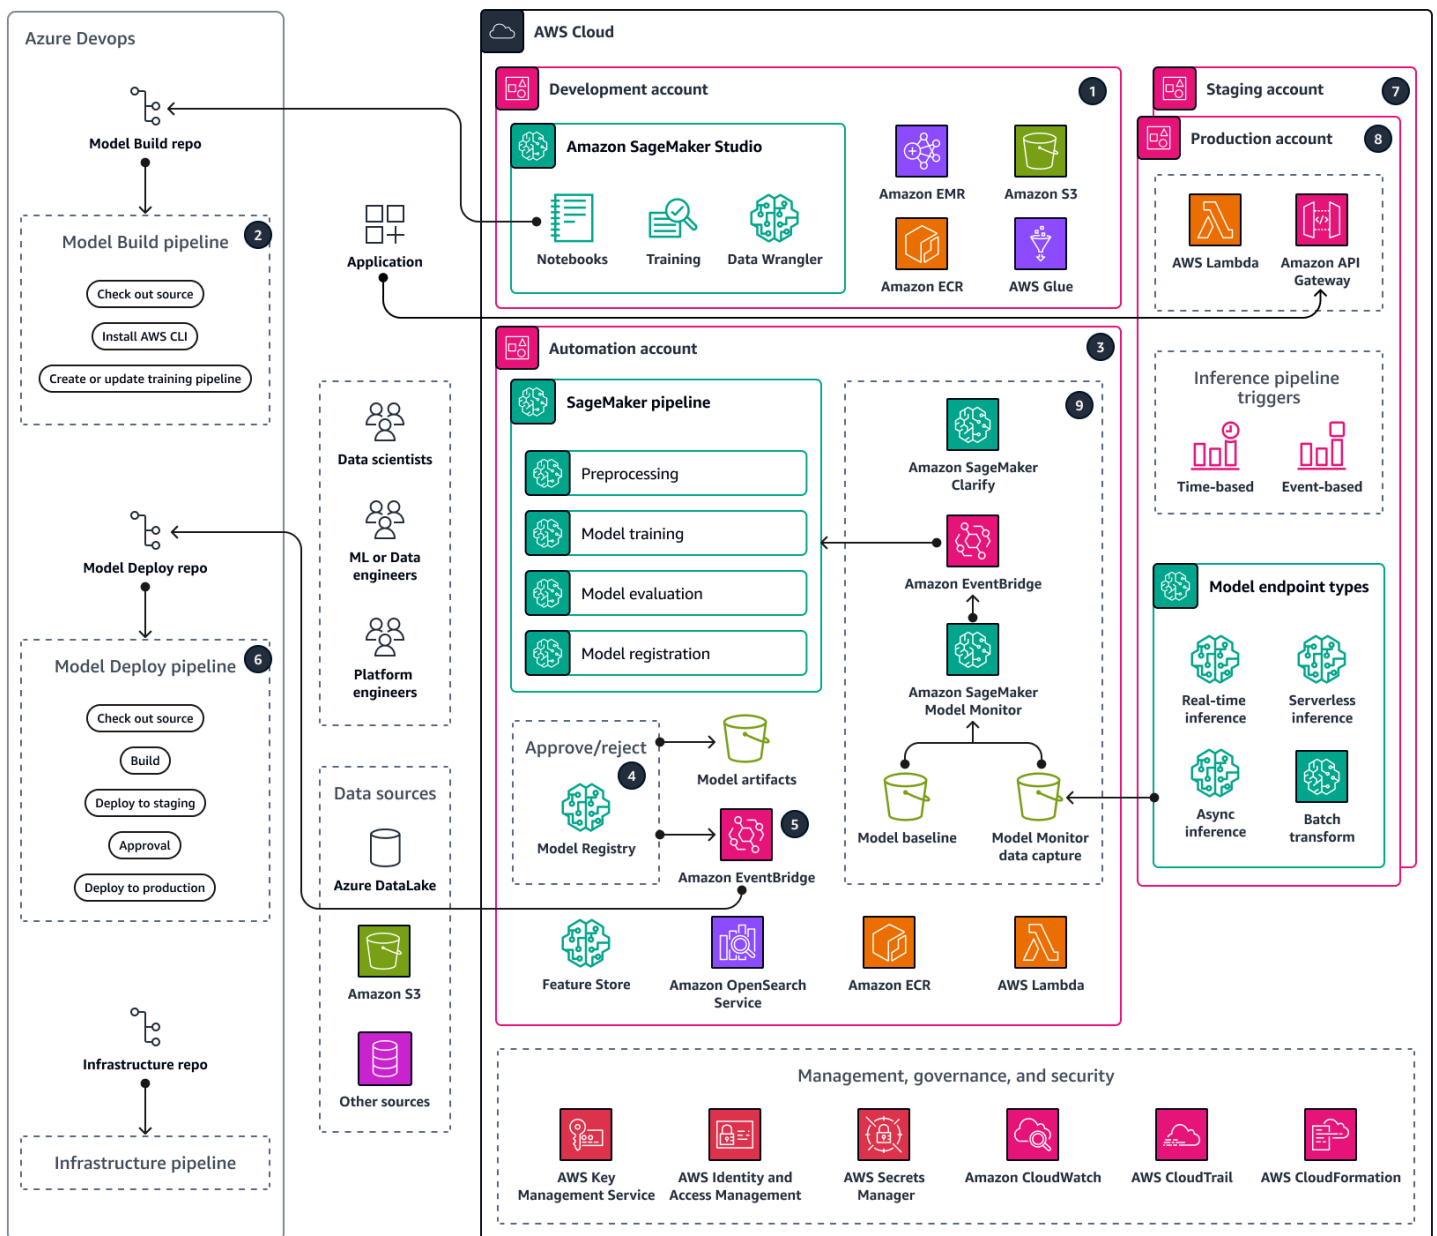 Azure Devops
Model Build repo
Model Build pipeline
2
Check out source
Install AWS CLI
Create or update training pipeline
Model Deploy repo
Model Deploy pipeline
6
Check out source
Build
Deploy to staging
Approval
Deploy to production
Infrastructure repo
Infrastructure pipeline
Application
Data scientists
ML or Data
engineers
Platform
engineers
Data sources
Azure DataLake
Amazon S3
Other sources
AWS Cloud
Development account
1
Amazon SageMaker Studio
Notebooks
Training
Data Wrangler
Amazon EMR
Amazon S3
Amazon ECR
AWS Glue
Automation account
3
SageMaker pipeline
Preprocessing
Model training
Model evaluation
Model registration
9
Amazon SageMaker
Clarify
Amazon EventBridge
Amazon SageMaker
Model Monitor
Model baseline
Model Monitor
data capture
Approve/reject
4
Model Registry
Model artifacts
5
Amazon EventBridge
Feature Store
Amazon OpenSearch
Service
Amazon ECR
AWS Lambda
Staging account
7
Production account
8
AWS Lambda
Amazon API
Gateway
Inference pipeline
triggers
Time-based
Event-based
Model endpoint types
Real-time
inference
Serverless
inference
Async
inference
Batch
transform
Management, governance, and security
AWS Key
Management Service
AWS Identity and
Access Management
AWS Secrets
Manager
Amazon CloudWatch
AWS CloudTrail
AWS CloudFormation